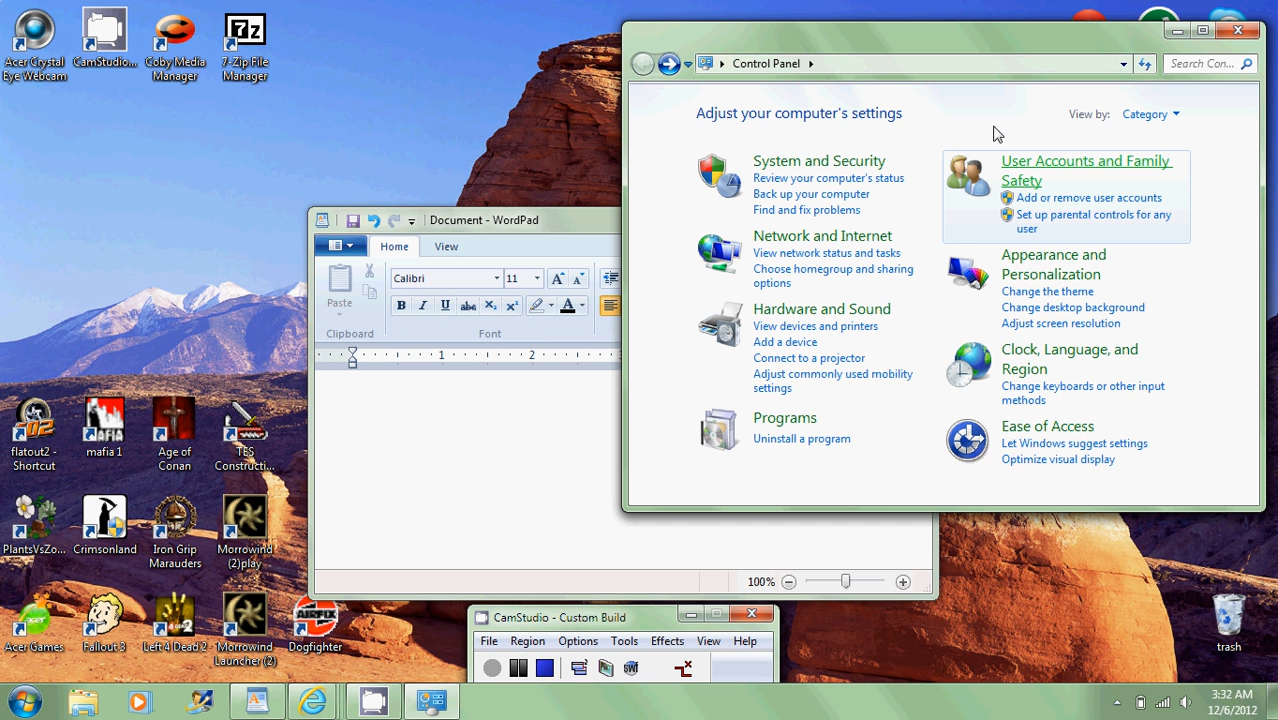 Acer Crystal
Eye Webcam
CamStudio...
Coby Media
Manager
7z
7-Zip File
Manager
Control Panel
Search Con...
Adjust your computer's settings
View by: Category
System and Security
Review your computer's status
Back up your computer
Find and fix problems
Network and Internet
View network status and tasks
Choose homegroup and sharing
options
Hardware and Sound
View devices and printers
Add a device
Connect to a projector
Adjust commonly used mobility
settings
Programs
Uninstall a program
User Accounts and Family
Safety
Add or remove user accounts
Set up parental controls for any
user
Appearance and
Personalization
Change the theme
Change desktop background
Adjust screen resolution
Clock, Language, and
Region
Change keyboards or other input
methods
Ease of Access
Let Windows suggest settings
Optimize visual display
Document - WordPad
Home View
Calibri 11
Paste
B I U abc X₂ X² A
Clipboard Font
1 2
100%
flatout2 -
Shortcut
mafia 1
Age of
Conan
TES
Constructi...
PlantsVsZo...
Crimsonland
Iron Grip
Marauders
Morrowind
(2)play
Acer Games
Fallout 3
Left 4 Dead 2
Morrowind
Launcher (2)
AIRFIX
Dogfighter
CamStudio - Custom Build
File Region Options Tools Effects View Help
trash
3:32 AM
12/6/2012